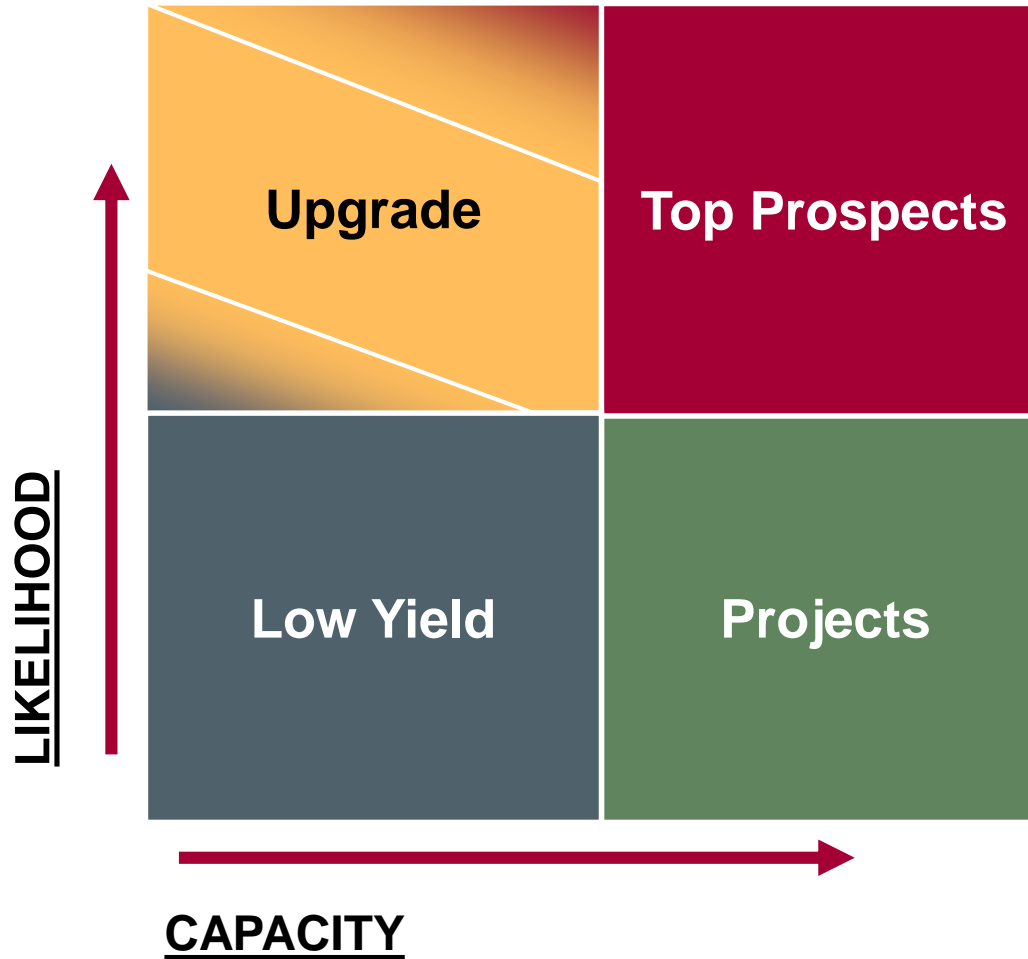 Upgrade
Top Prospects
LIKELIHOOD
Low Yield
Projects
CAPACITY